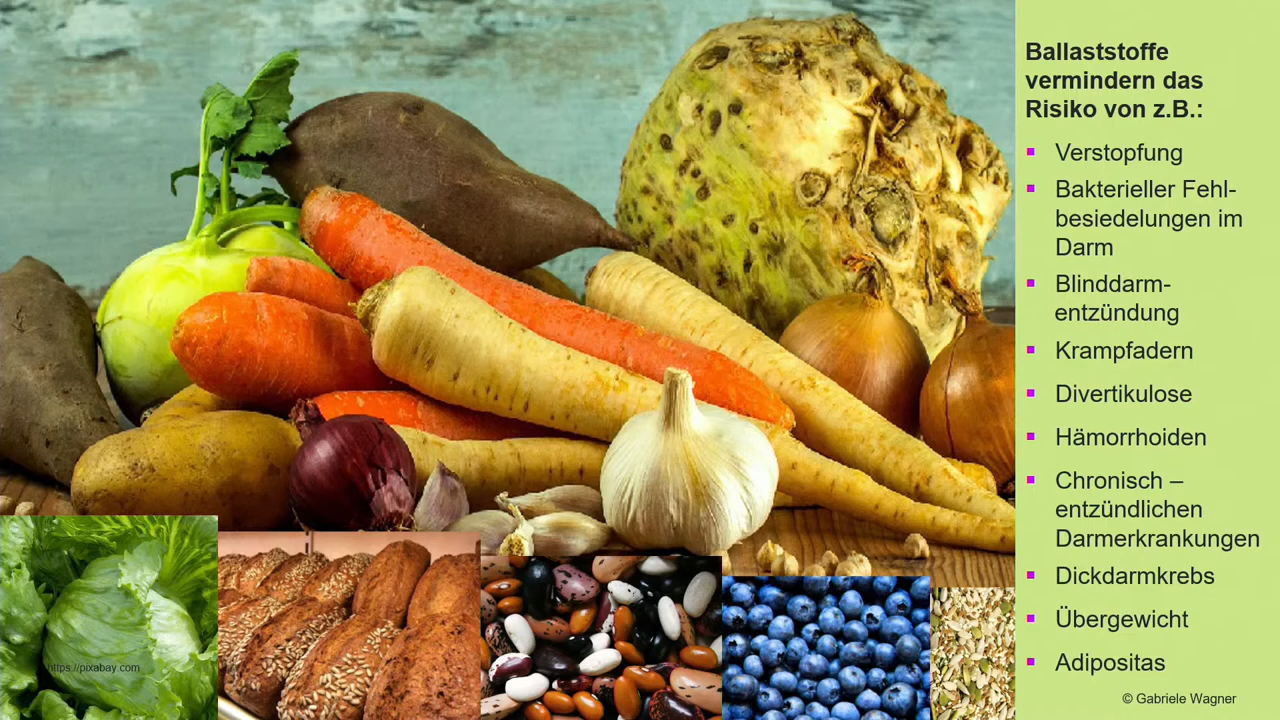 Ballaststoffe
vermindern das
Risiko von z.B.:
▪ Verstopfung
▪ Bakterieller Fehl-
besiedelungen im
Darm
▪ Blinddarm-
entzündung
▪ Krampfadern
▪ Divertikulose
▪ Hämorrhoiden
▪ Chronisch –
entzündlichen
Darmerkrankungen
▪ Dickdarmkrebs
▪ Übergewicht
▪ Adipositas
https://pixabay.com
© Gabriele Wagner